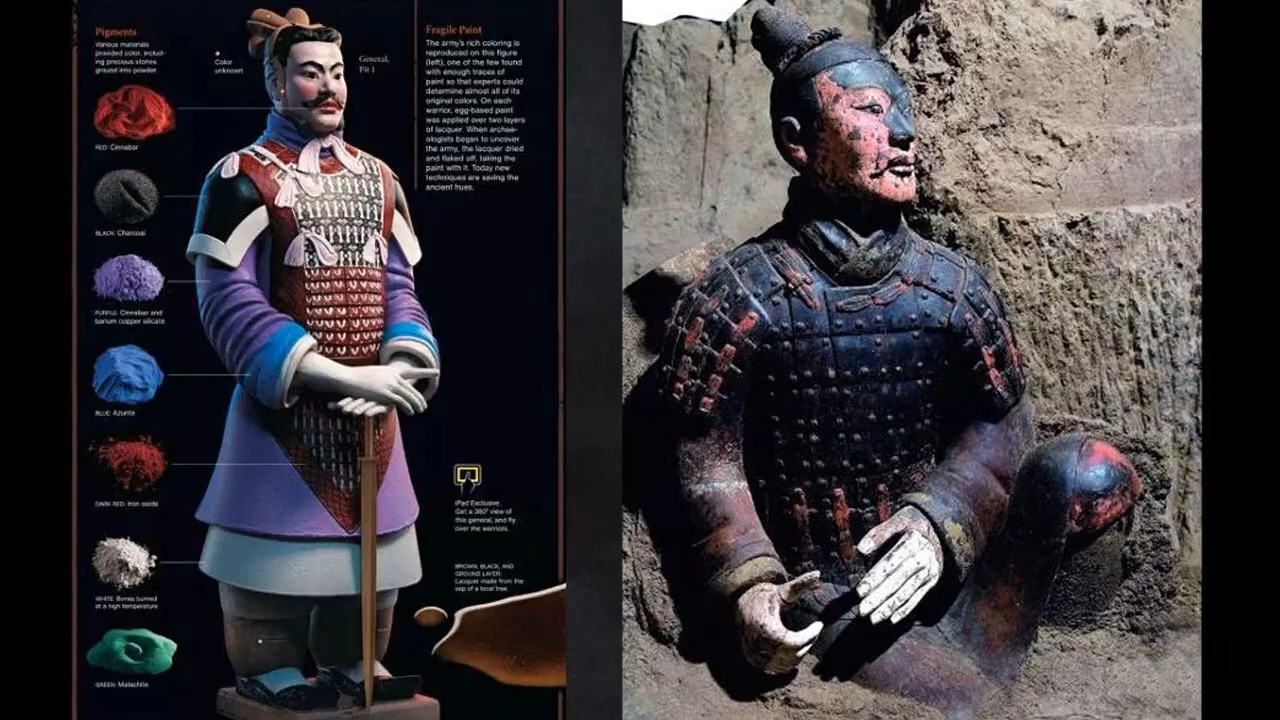 Pigments
Various materials
provided color, includ-
ing precious stones
ground into powder.
RED: Cinnabar
BLACK: Charcoal
PURPLE: Cinnabar and
barium copper silicate
BLUE: Azurite
DARK RED: Iron oxide
WHITE: Bones burned
at a high temperature
GREEN: Malachite
Color
unknown
General,
Pit 1
Fragile Paint
The army's rich coloring is
reproduced on this figure
(left), one of the few found
with enough traces of
paint so that experts could
determine almost all of its
original colors. On each
warrior, egg-based paint
was applied over two layers
of lacquer. When archae-
ologists began to uncover
the army, the lacquer dried
and flaked off, taking the
paint with it. Today new
techniques are saving the
ancient hues.
iPad Exclusive
Get a 360° view of
this general, and fly
over the warriors.
BROWN, BLACK, AND
GROUND LAYER:
Lacquer made from the
sap of a local tree